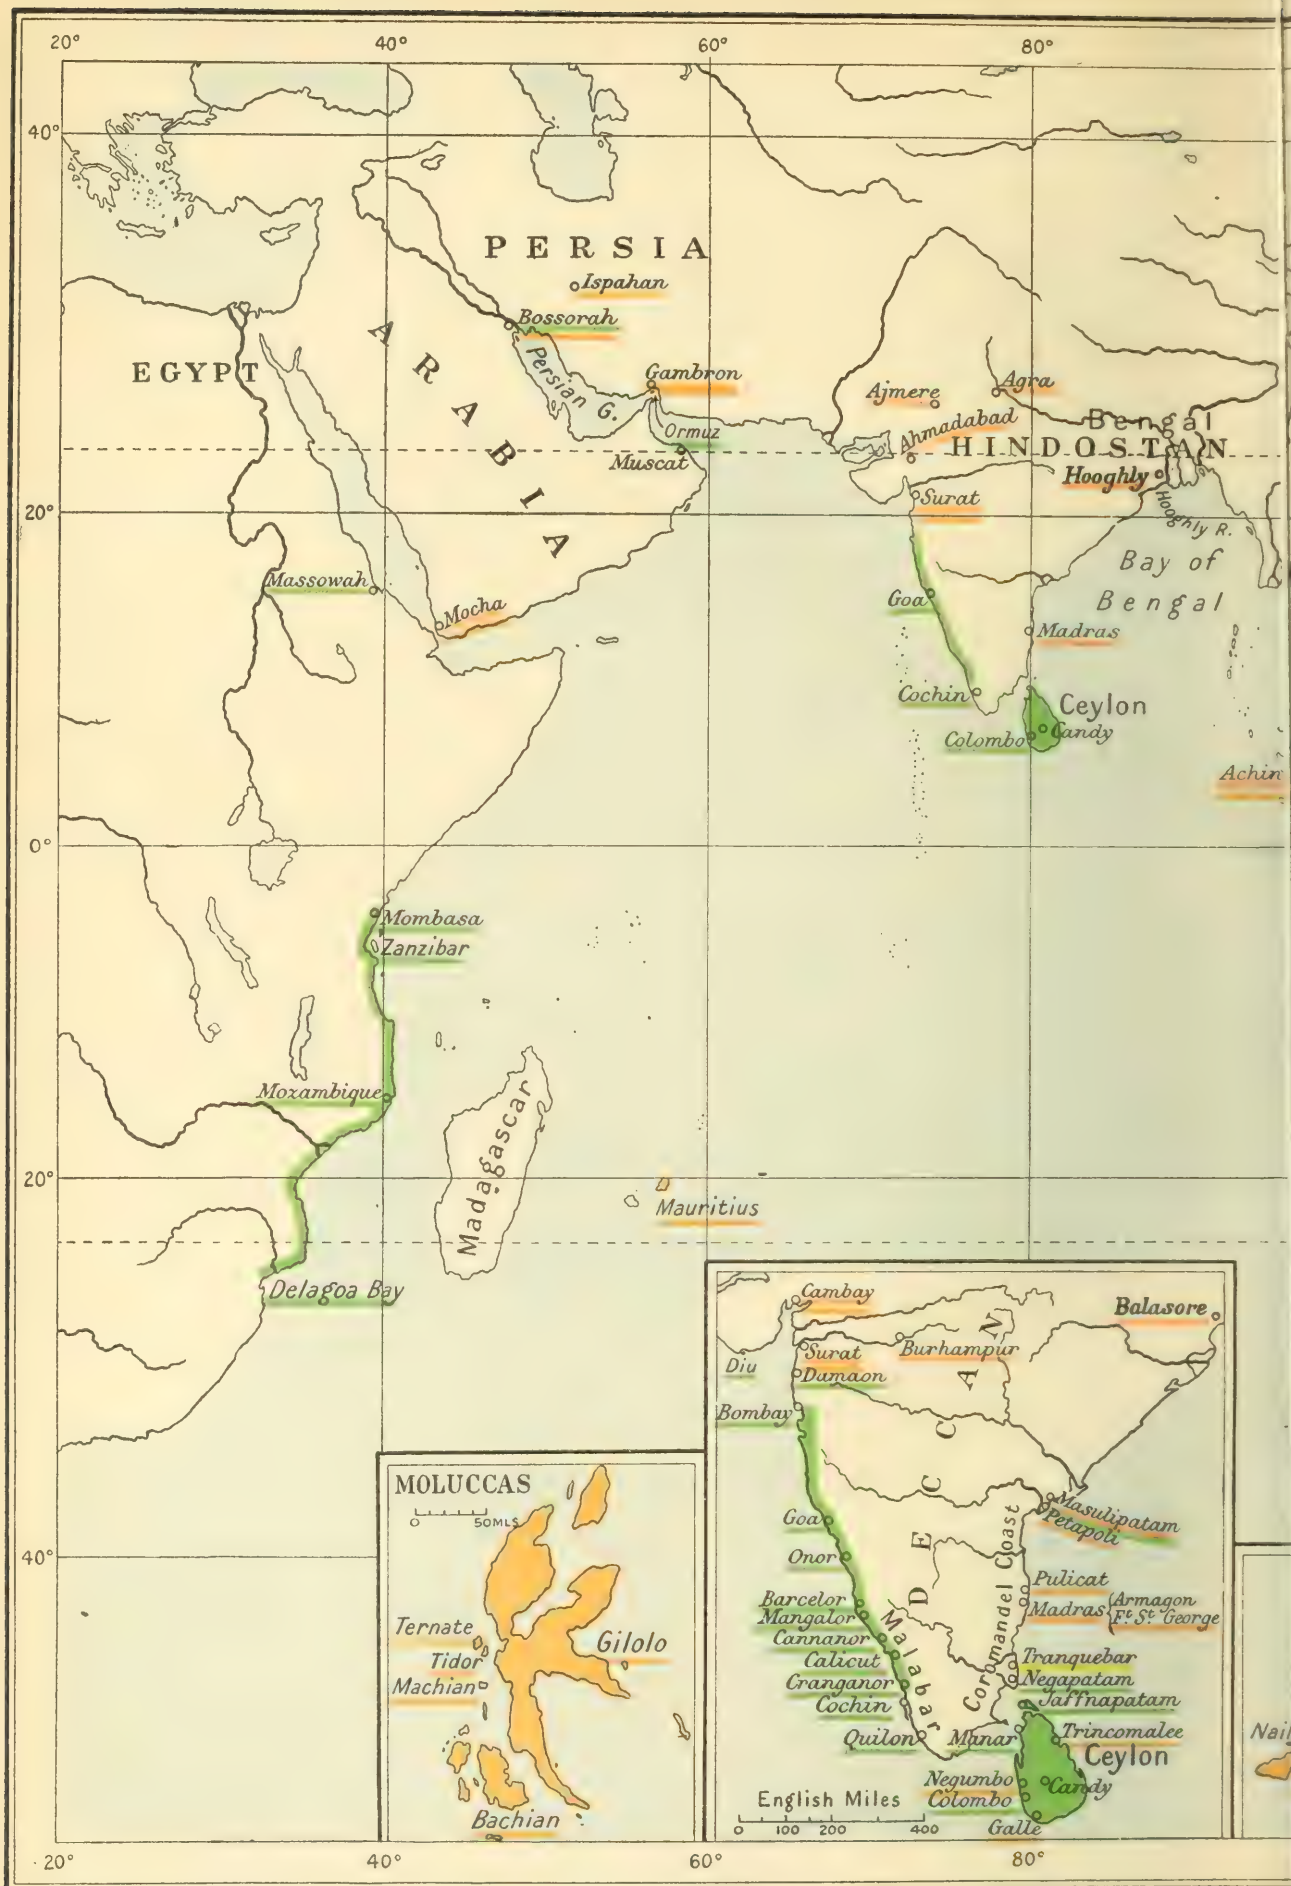 20°
40°
60°
80°
40°
PERSIA
Ispahan
Bossorah
ARABIA
EGYPT
Persian G.
Gambron
Ormuz
Muscat
Ajmere
Agra
Ahmadabad
Bengal
HINDOSTAN
Hooghly
Hooghly R.
Surat
20°
Massowah
Mocha
Goa
Bay of
Bengal
Madras
Cochin
Ceylon
Candy
Colombo
Achin
0°
Mombasa
Zanzibar
Mozambique
Madagascar
20°
Mauritius
Delagoa Bay
40°
MOLUCCAS
0 50MLS
Ternate
Tidor
Machian
Gilolo
Bachian
Cambay
Balasore
Surat
Burhampur
Diu
Damaon
Bombay
DECCAN
Masulipatam
Petapoli
Goa
Onor
Coromandel Coast
Pulicat
Barcelor
Mangalor
Madras {Armagon
Ft. St. George
Cannanor
Malabar
Calicut
Tranquebar
Cranganor
Negapatam
Cochin
Jaffnapatam
Quilon
Manar
Trincomalee
Ceylon
Negumbo
Candy
Colombo
Galle
English Miles
0 100 200 400
Nail
20°
40°
60°
80°